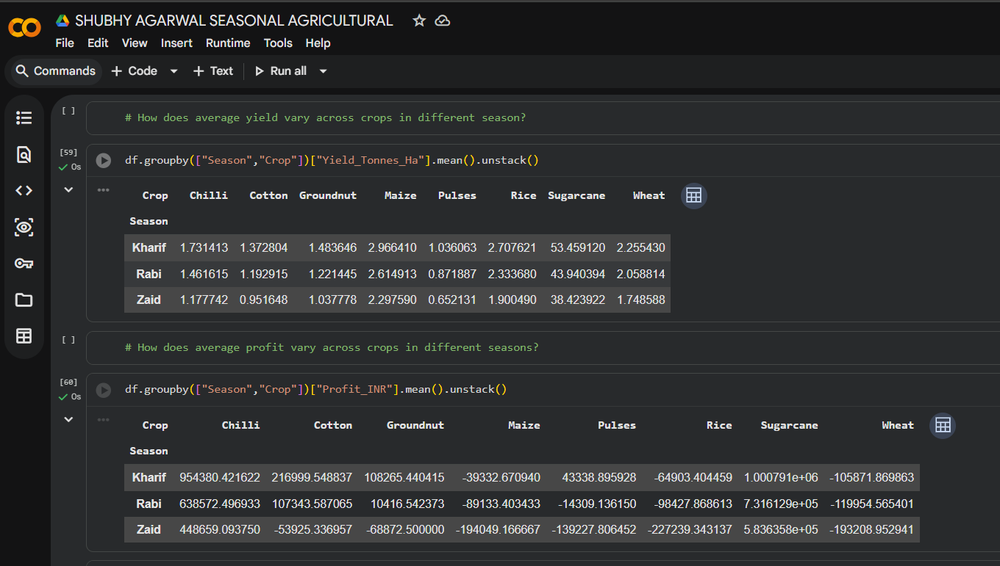 SHUBHY AGARWAL SEASONAL AGRICULTURAL
File Edit View Insert Runtime Tools Help
Commands + Code + Text Run all
[ ]
# How does average yield vary across crops in different season?
[59]
0s
df.groupby(["Season","Crop"])["Yield_Tonnes_Ha"].mean().unstack()
Crop Chilli Cotton Groundnut Maize Pulses Rice Sugarcane Wheat
Season
Kharif 1.731413 1.372804 1.483646 2.966410 1.036063 2.707621 53.459120 2.255430
Rabi 1.461615 1.192915 1.221445 2.614913 0.871887 2.333680 43.940394 2.058814
Zaid 1.177742 0.951648 1.037778 2.297590 0.652131 1.900490 38.423922 1.748588
[ ]
# How does average profit vary across crops in different seasons?
[60]
0s
df.groupby(["Season","Crop"])["Profit_INR"].mean().unstack()
Crop Chilli Cotton Groundnut Maize Pulses Rice Sugarcane Wheat
Season
Kharif 954380.421622 216999.548837 108265.440415 -39332.670940 43338.895928 -64903.404459 1.000791e+06 -105871.869863
Rabi 638572.496933 107343.587065 10416.542373 -89133.403433 -14309.136150 -98427.868613 7.316129e+05 -119954.565401
Zaid 448659.093750 -53925.336957 -68872.500000 -194049.166667 -139227.806452 -227239.343137 5.836358e+05 -193208.952941